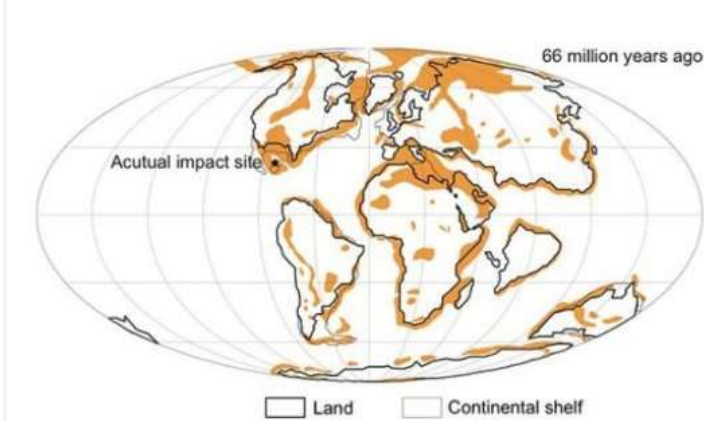 66 million years ago
Acutual impact site
Land
Continental shelf